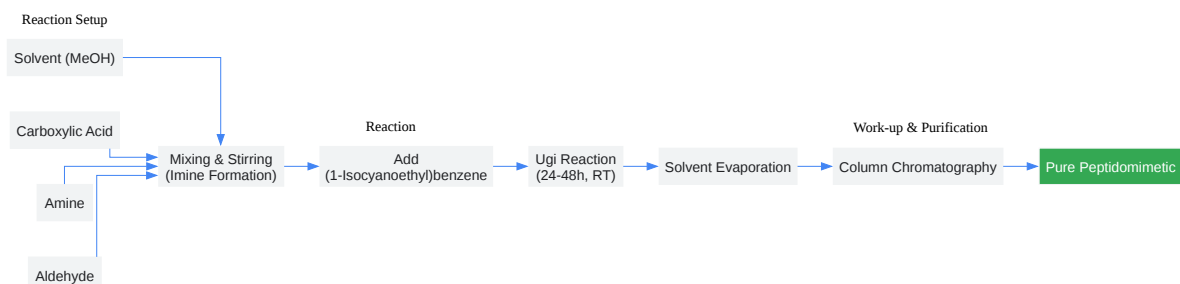 Reaction Setup
Solvent (MeOH)
Carboxylic Acid
Amine
Aldehyde
Mixing & Stirring
(Imine Formation)
Reaction
Add
(1-Isocyanoethyl)benzene
Ugi Reaction
(24-48h, RT)
Solvent Evaporation
Work-up & Purification
Column Chromatography
Pure Peptidomimetic